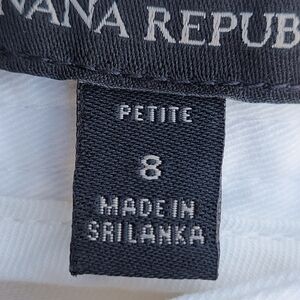 NANA REPUB
PETITE
8
MADE IN
SRI LANKA